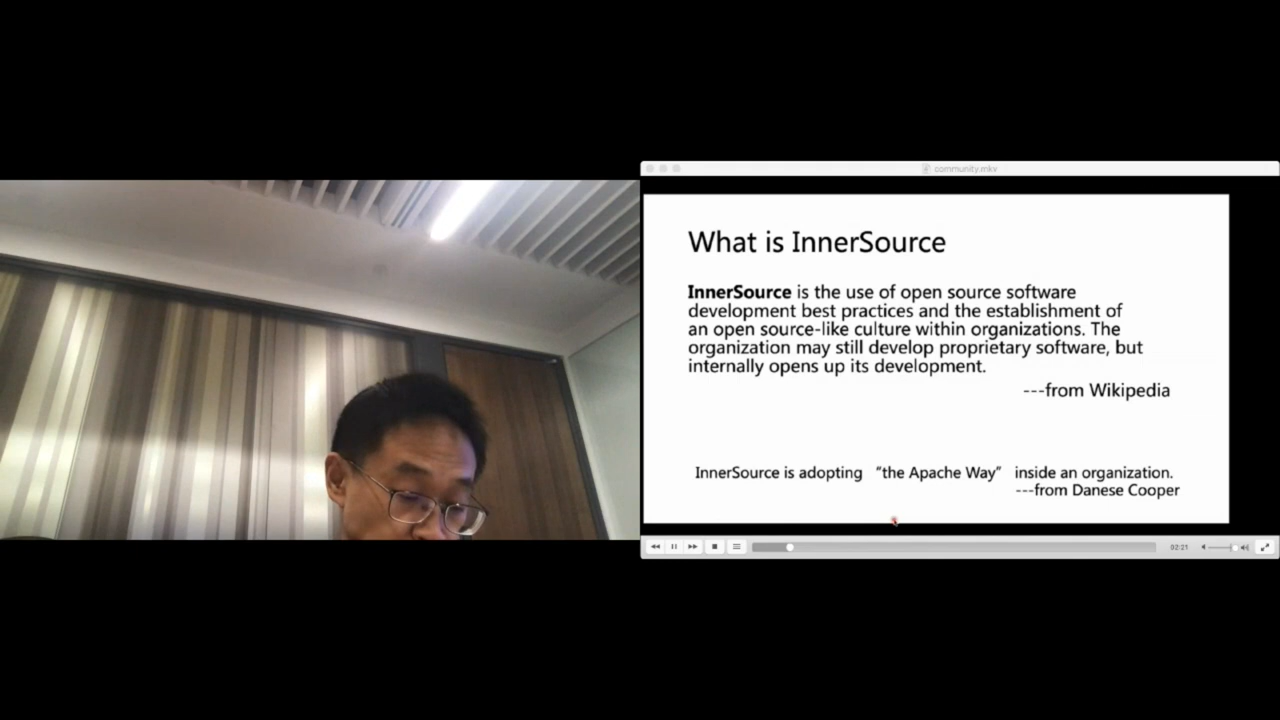 community.mkv
What is InnerSource
InnerSource is the use of open source software
development best practices and the establishment of
an open source-like culture within organizations. The
organization may still develop proprietary software, but
internally opens up its development.
---from Wikipedia
InnerSource is adopting “the Apache Way” inside an organization.
---from Danese Cooper
02:21